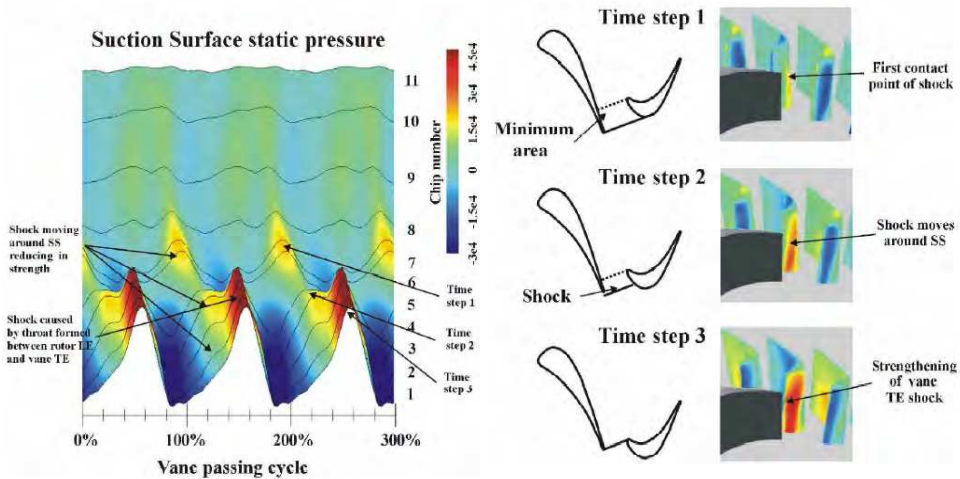 Suction Surface static pressure
11
10
9
8
7
6
5
4
3
2
1
Chip number
4.5e4
3e4
1.5e4
0
-1.5e4
-3e4
Shock moving
around SS
reducing in
strength
Shock caused
by throat formed
between rotor LE
and vane TE
Time
step 1
Time
step 2
Time
step 3
0%
100%
200%
300%
Vane passing cycle
Time step 1
Minimum
area
First contact
point of shock
Time step 2
Shock
Shock moves
around SS
Time step 3
Strengthening
of vane
TE shock